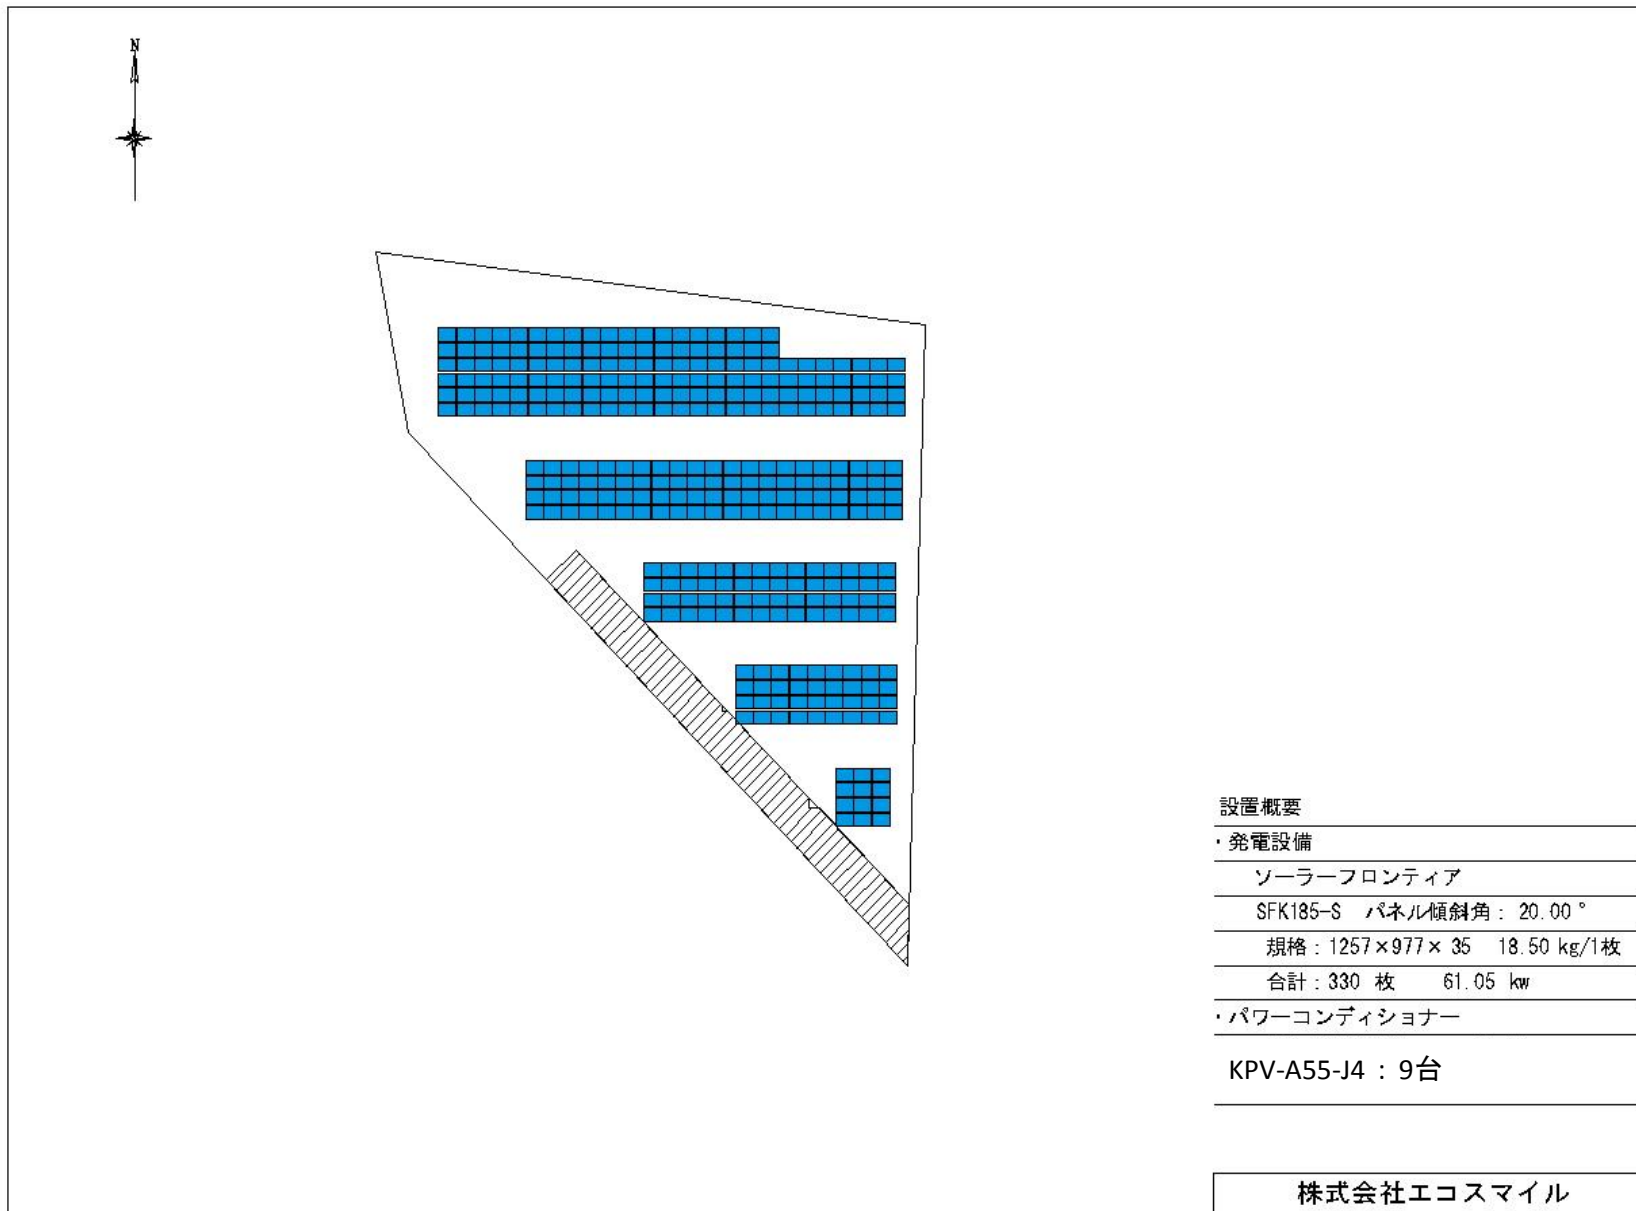 N
設置概要
・発電設備
ソーラーフロンティア
SFK185-S パネル傾斜角：20.00°
規格：1257×977×35 18.50 kg/1枚
合計：330 枚 61.05 kw
・パワーコンディショナー
KPV-A55-J4 ： 9台
株式会社エコスマイル